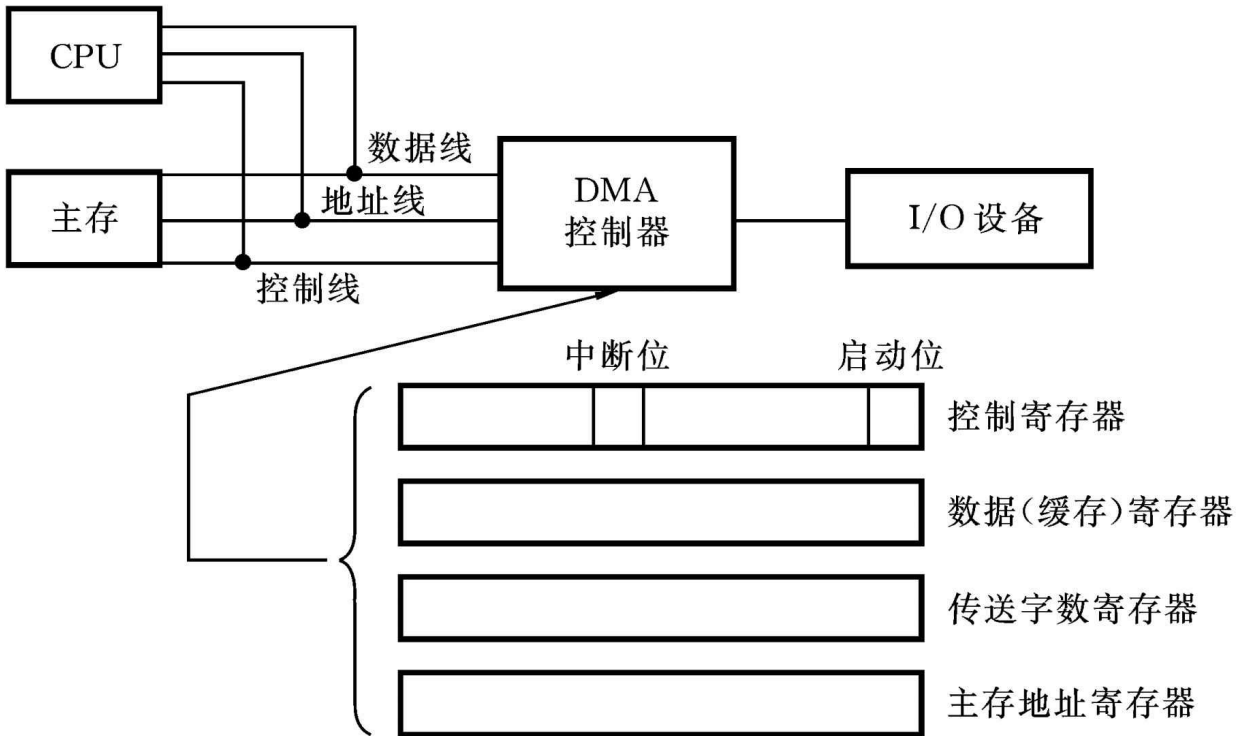 CPU
数据线
主存
地址线
控制线
DMA
控制器
I/O 设备
中断位
启动位
控制寄存器
数据(缓存)寄存器
传送字数寄存器
主存地址寄存器